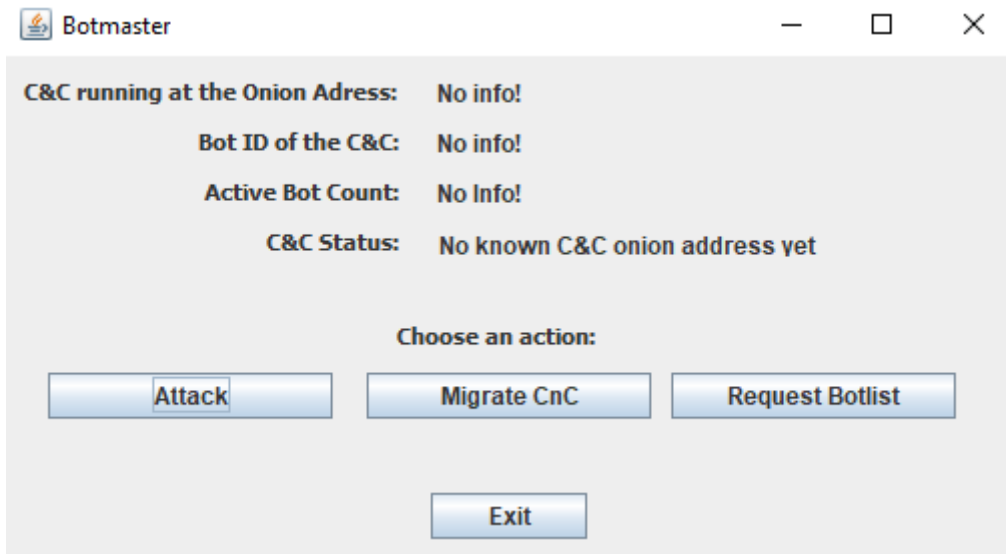 Botmaster
C&C running at the Onion Adress: No info!
Bot ID of the C&C: No info!
Active Bot Count: No Info!
C&C Status: No known C&C onion address yet
Choose an action:
Attack Migrate CnC Request Botlist
Exit